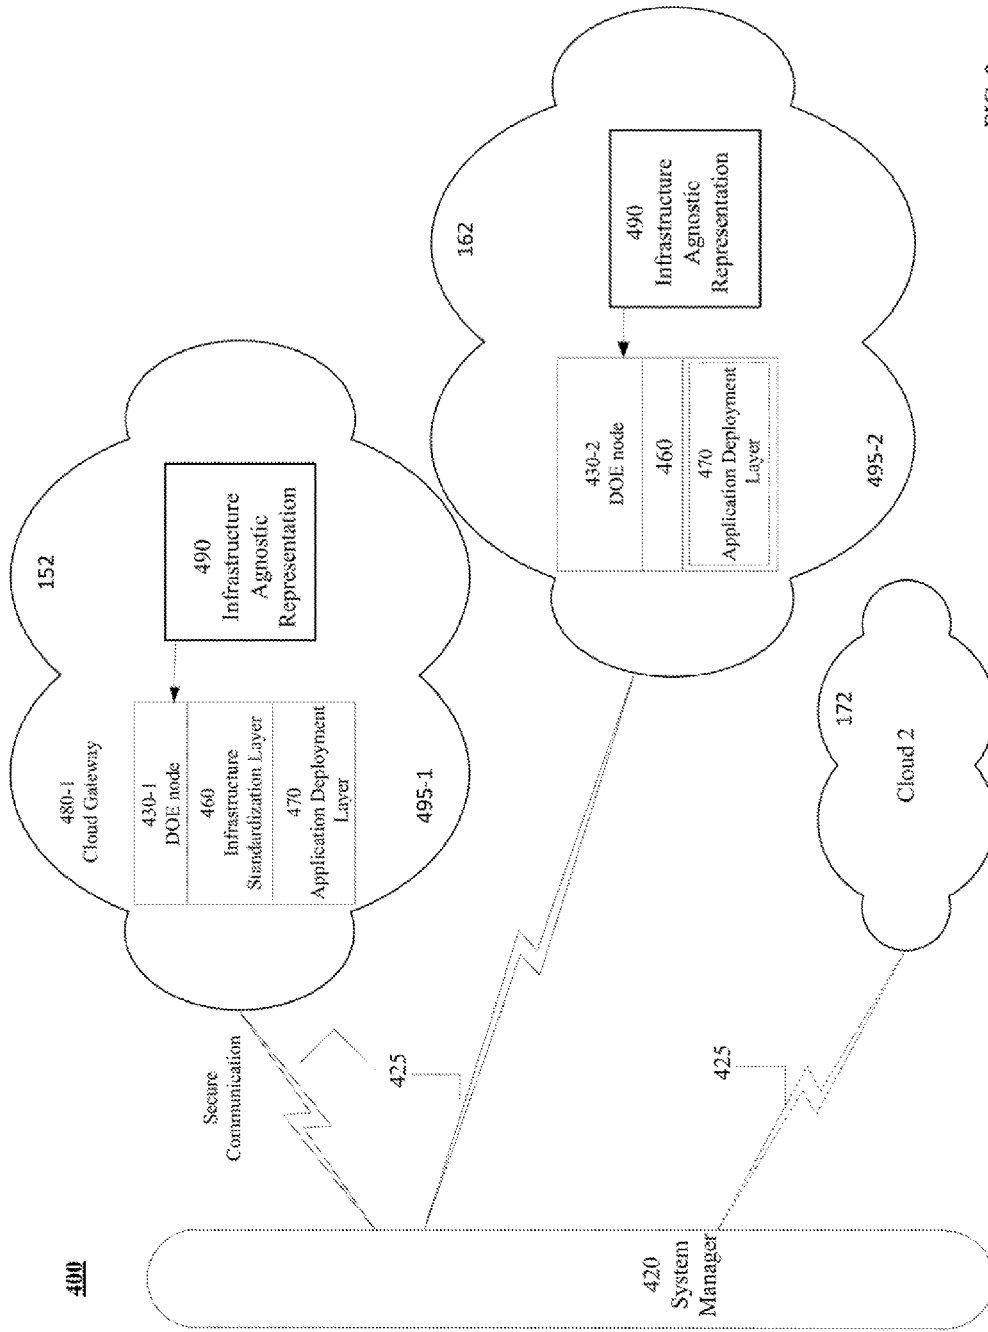 400
420
System
Manager
Secure
Communication
425
425
152
480-1
Cloud Gateway
430-1
DOE node
460
Infrastructure
Standardization Layer
470
Application Deployment
Layer
490
Infrastructure
Agnostic
Representation
495-1
162
430-2
DOE node
460
470
Application Deployment
Layer
490
Infrastructure
Agnostic
Representation
495-2
172
Cloud 2